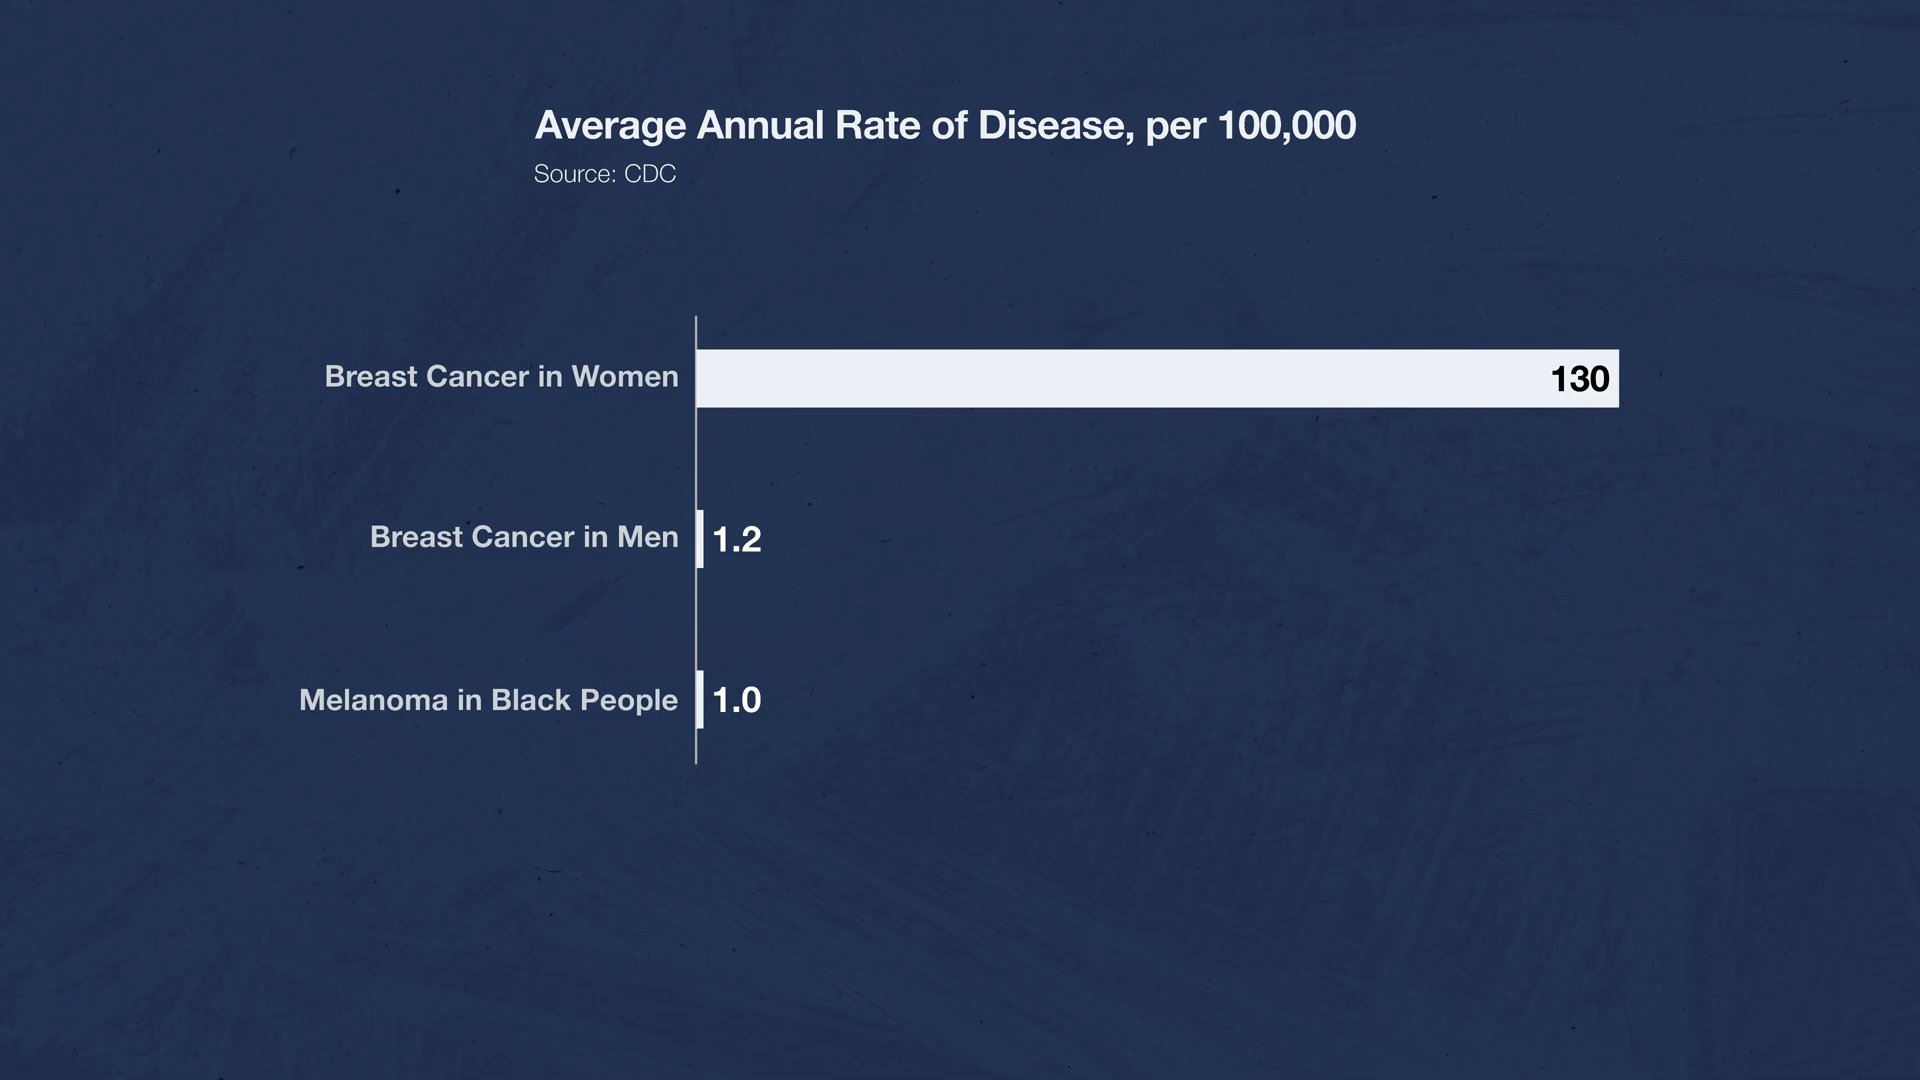 Average Annual Rate of Disease, per 100,000
Source: CDC
Breast Cancer in Women 130
Breast Cancer in Men 1.2
Melanoma in Black People 1.0